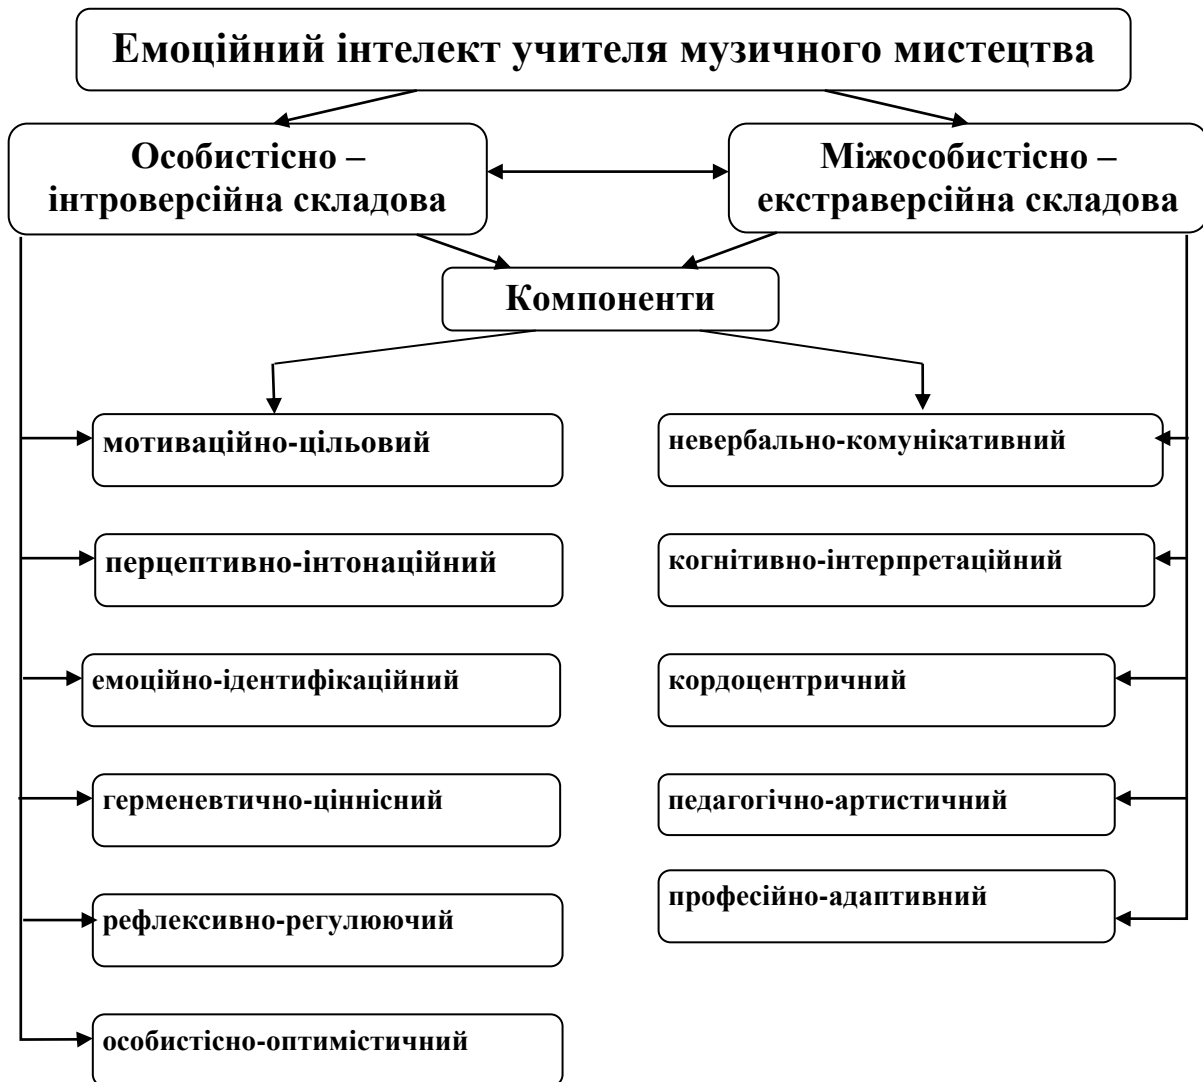 Емоційний інтелект учителя музичного мистецтва
Особистісно –
інтроверсійна складова
Міжособистісно –
екстраверсійна складова
Компоненти
мотиваційно-цільовий
невербально-комунікативний
перцептивно-інтонаційний
когнітивно-інтерпретаційний
емоційно-ідентифікаційний
кордоцентричний
герменевтично-ціннісний
педагогічно-артистичний
рефлексивно-регулюючий
професійно-адаптивний
особистісно-оптимістичний